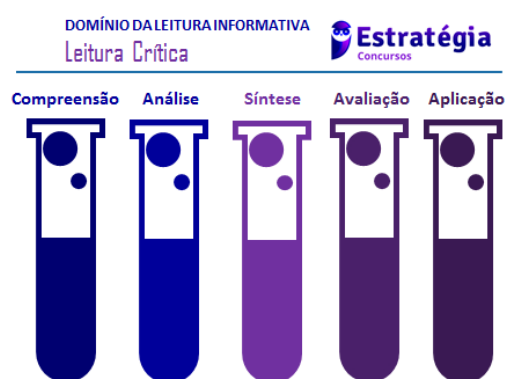 DOMÍNIO DA LEITURA INFORMATIVA
Leitura Crítica
Estratégia
Concursos
Compreensão Análise Síntese Avaliação Aplicação